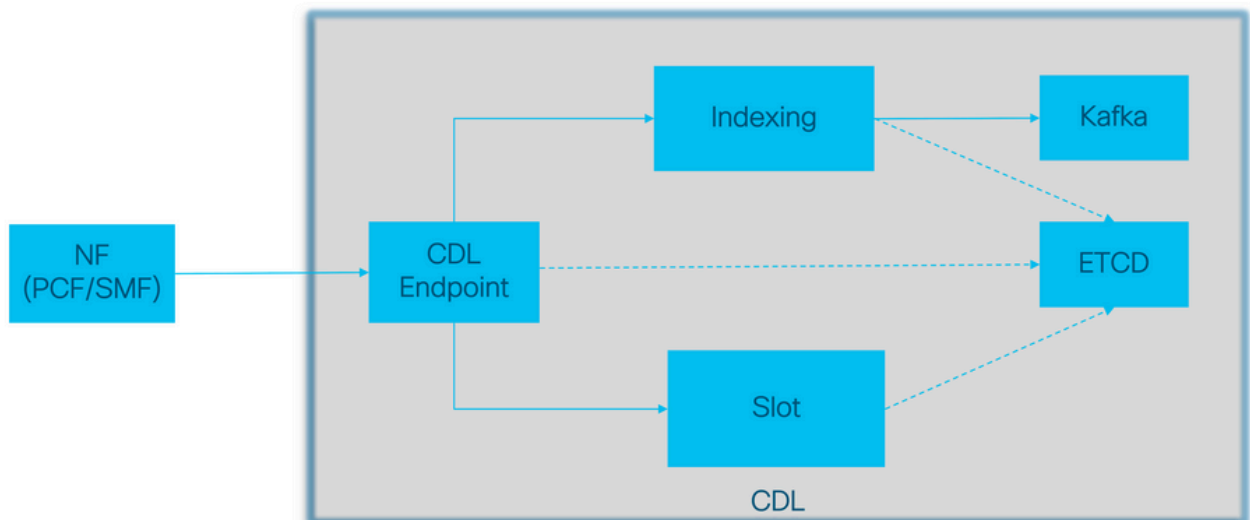 Indexing
Kafka
NF
(PCF/SMF)
CDL
Endpoint
ETCD
Slot
CDL